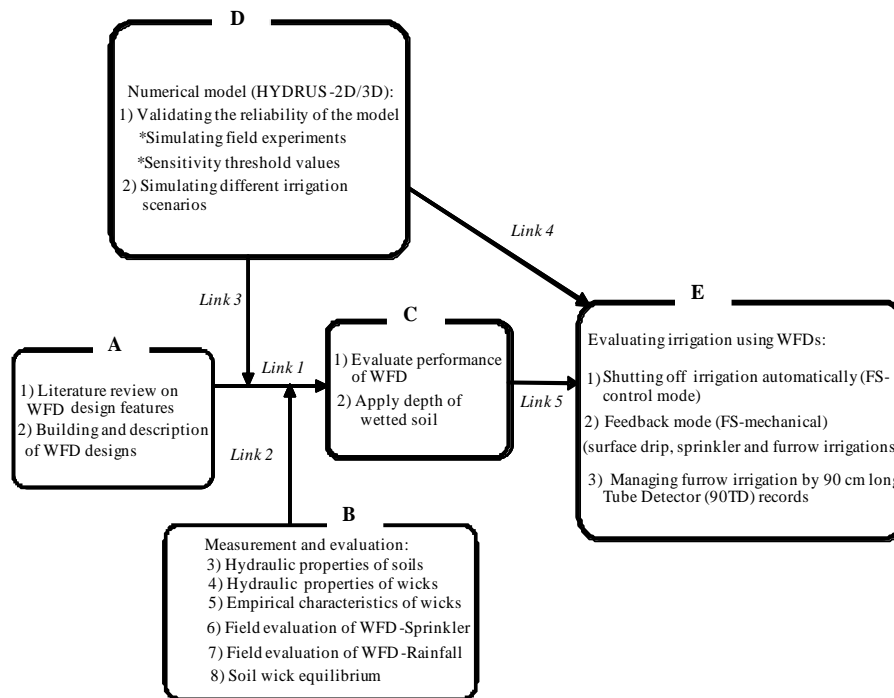 D
Numerical model (HYDRUS-2D/3D):
1) Validating the reliability of the model
*Simulating field experiments
*Sensitivity threshold values
2) Simulating different irrigation
scenarios
Link 4
Link 3
E
Evaluating irrigation using WFDs:
1) Shutting off irrigation automatically (FS-
control mode)
2) Feedback mode (FS-mechanical)
(surface drip, sprinkler and furrow irrigations
3) Managing furrow irrigation by 90 cm long
Tube Detector (90TD) records
C
1) Evaluate performance
of WFD
2) Apply depth of
wetted soil
Link 5
A
1) Literature review on
WFD design features
2) Building and description
of WFD designs
Link 1
Link 2
B
Measurement and evaluation:
3) Hydraulic properties of soils
4) Hydraulic properties of wicks
5) Empirical characteristics of wicks
6) Field evaluation of WFD-Sprinkler
7) Field evaluation of WFD-Rainfall
8) Soil wick equilibrium